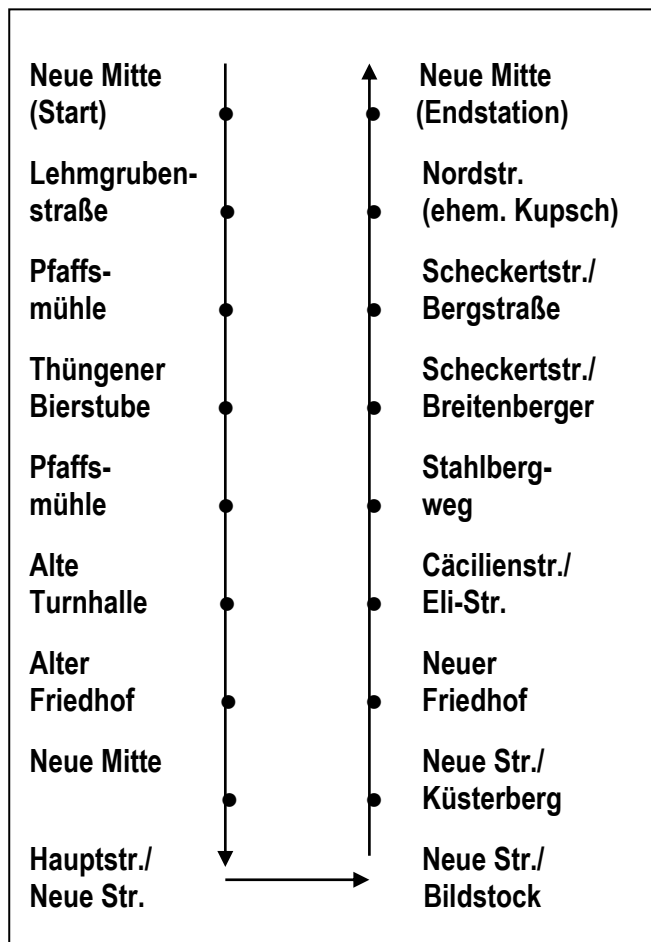 Neue Mitte
(Start)
Lehmgruben-
straße
Pfaffs-
mühle
Thüngener
Bierstube
Pfaffs-
mühle
Alte
Turnhalle
Alter
Friedhof
Neue Mitte
Hauptstr./
Neue Str.
Neue Mitte
(Endstation)
Nordstr.
(ehem. Kupsch)
Scheckertstr./
Bergstraße
Scheckertstr./
Breitenberger
Stahlberg-
weg
Cäcilienstr./
Eli-Str.
Neuer
Friedhof
Neue Str./
Küsterberg
Neue Str./
Bildstock